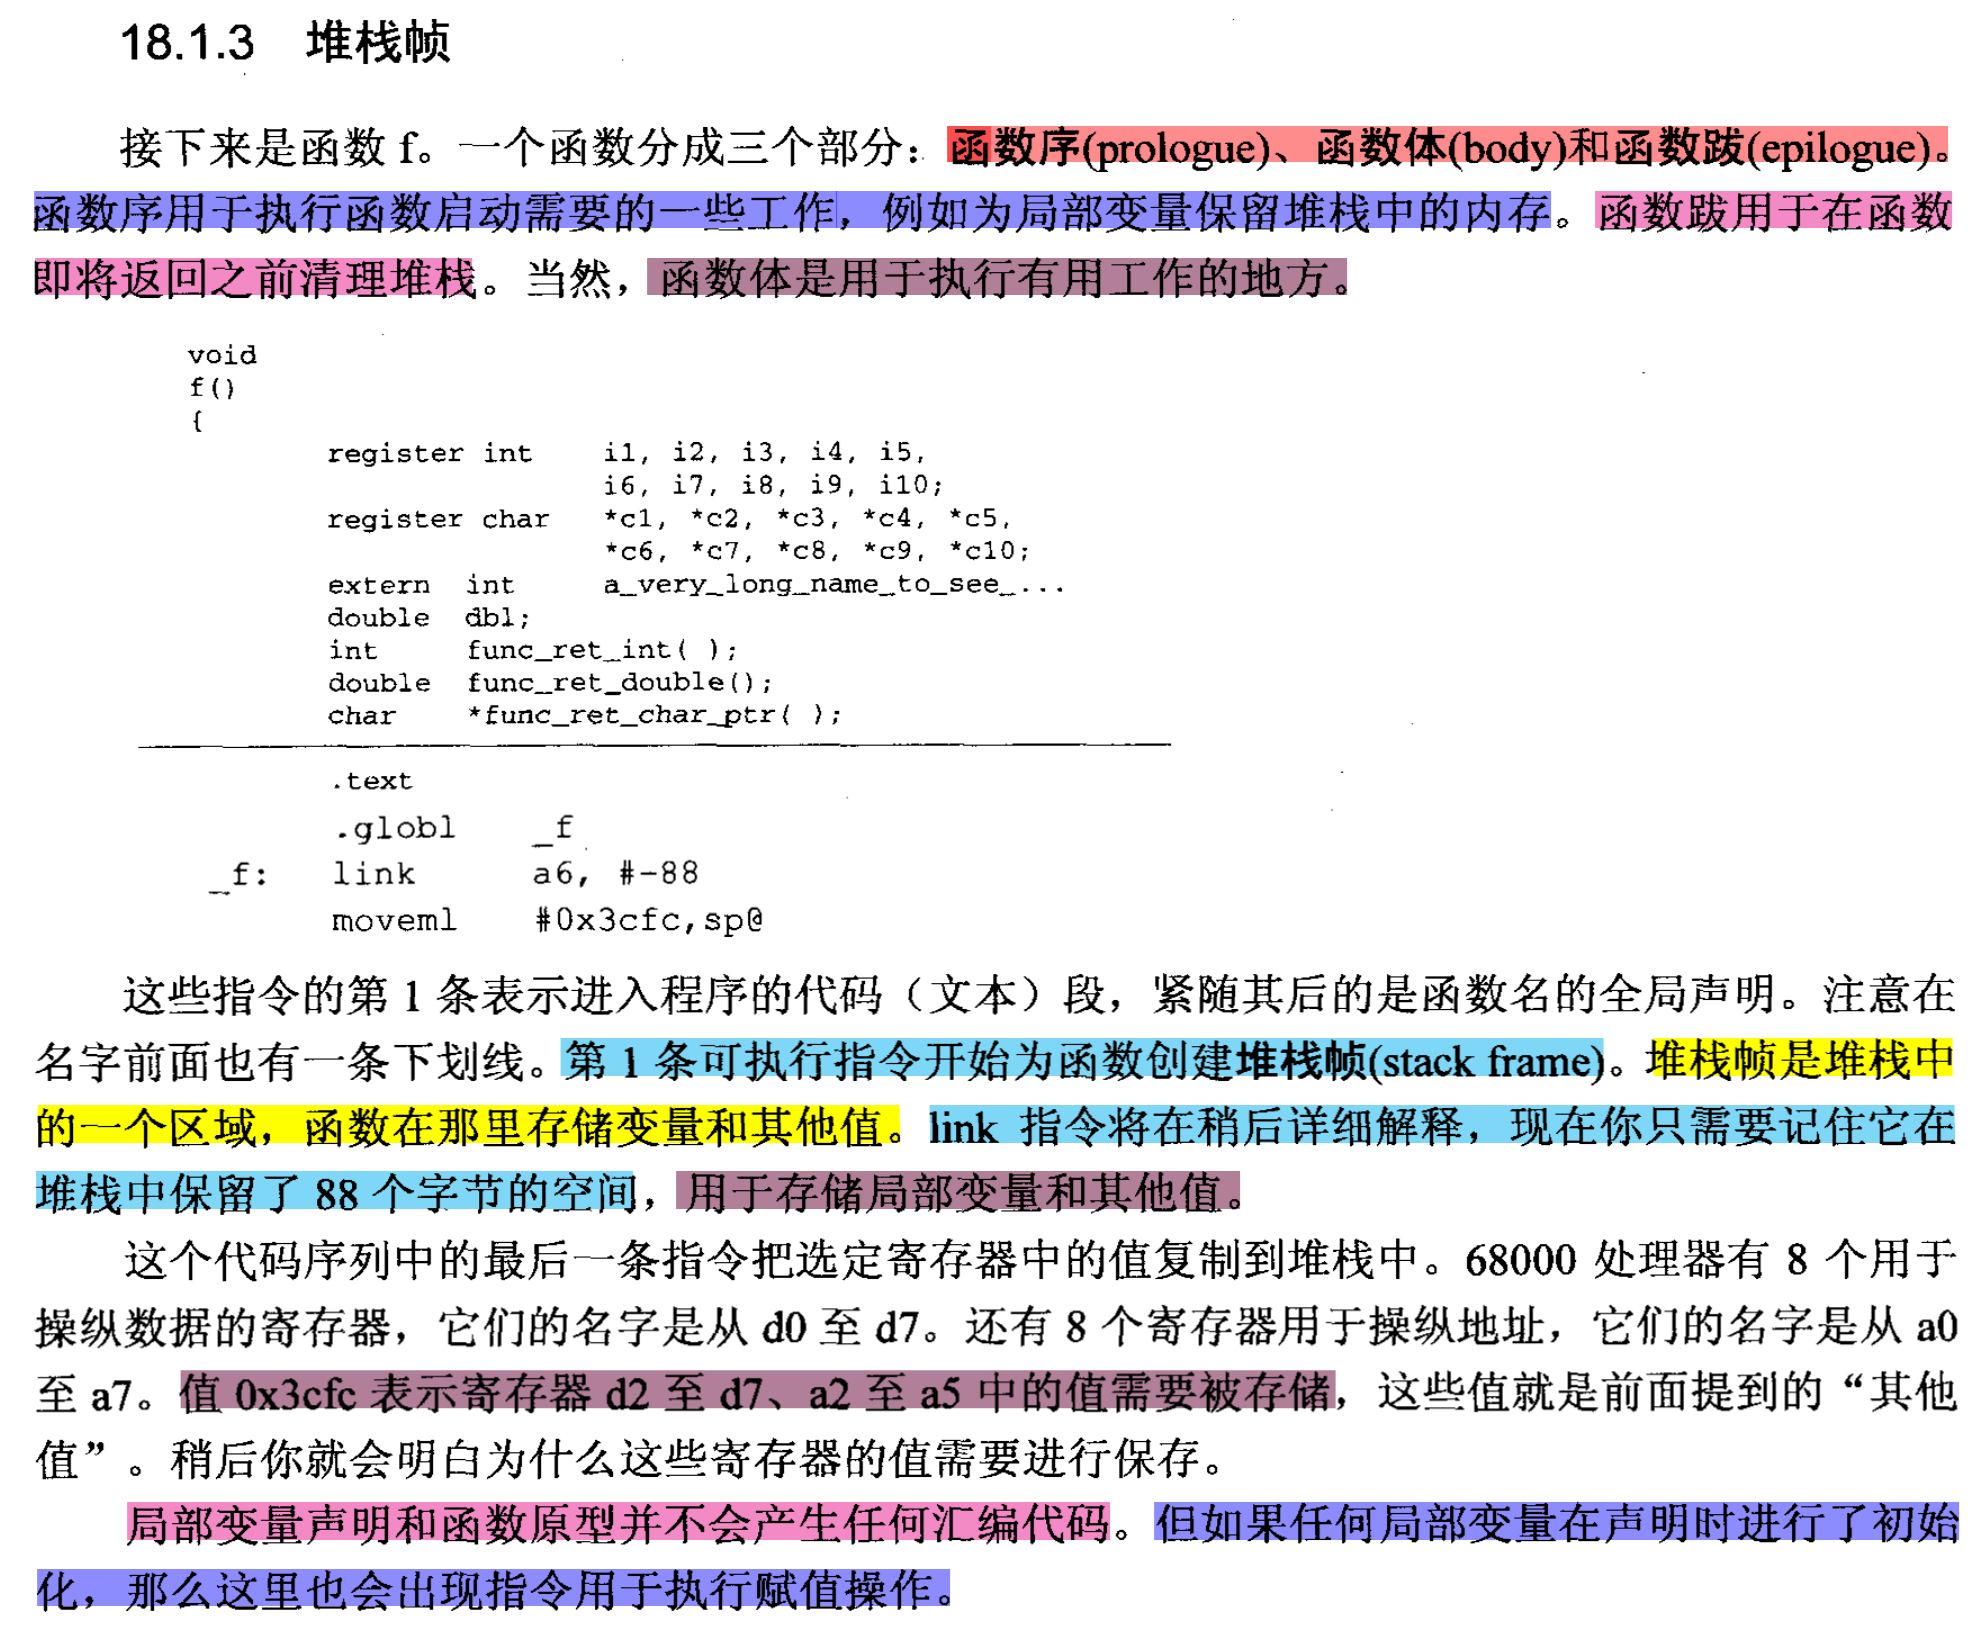 18.1.3 堆栈帧
接下来是函数 f。一个函数分成三个部分：函数序(prologue)、函数体(body)和函数跋(epilogue)。
函数序用于执行函数启动需要的一些工作，例如为局部变量保留堆栈中的内存。函数跋用于在函数
即将返回之前清理堆栈。当然，函数体是用于执行有用工作的地方。
void
f()
{
register int i1, i2, i3, i4, i5,
i6, i7, i8, i9, i10;
register char *c1, *c2, *c3, *c4, *c5,
*c6, *c7, *c8, *c9, *c10;
extern int a_very_long_name_to_see_...
double dbl;
int func_ret_int( );
double func_ret_double();
char *func_ret_char_ptr( );
.text
.globl _f
_f: link a6, #-88
moveml #0x3cfc,sp@
这些指令的第 1 条表示进入程序的代码（文本）段，紧随其后的是函数名的全局声明。注意在
名字前面也有一条下划线。第 1 条可执行指令开始为函数创建堆栈帧(stack frame)。堆栈帧是堆栈中
的一个区域，函数在那里存储变量和其他值。link 指令将在稍后详细解释，现在你只需要记住它在
堆栈中保留了 88 个字节的空间，用于存储局部变量和其他值。
这个代码序列中的最后一条指令把选定寄存器中的值复制到堆栈中。68000 处理器有 8 个用于
操纵数据的寄存器，它们的名字是从 d0 至 d7。还有 8 个寄存器用于操纵地址，它们的名字是从 a0
至 a7。值 0x3cfc 表示寄存器 d2 至 d7、a2 至 a5 中的值需要被存储，这些值就是前面提到的“其他
值”。稍后你就会明白为什么这些寄存器的值需要进行保存。
局部变量声明和函数原型并不会产生任何汇编代码。但如果任何局部变量在声明时进行了初始
化，那么这里也会出现指令用于执行赋值操作。